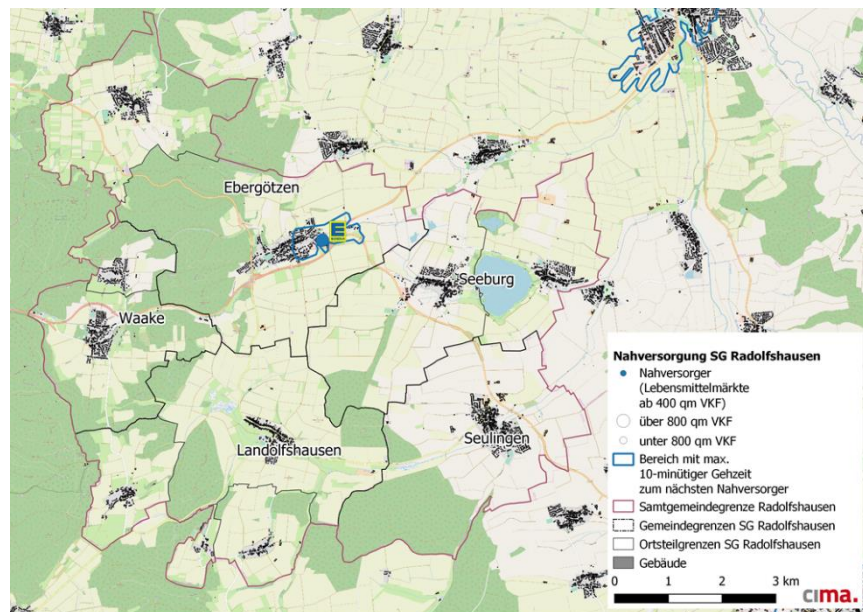 Ebergötzen
E
Seeburg
Waake
Landolfshausen
Seulingen
Nahversorgung SG Radolfshausen
Nahversorger
(Lebensmittelmärkte
ab 400 qm VKF)
über 800 qm VKF
unter 800 qm VKF
Bereich mit max.
10-minütiger Gehzeit
zum nächsten Nahversorger
Samtgemeindegrenze Radolfshausen
Gemeindegrenzen SG Radolfshausen
Ortsteilgrenzen SG Radolfshausen
Gebäude
0 1 2 3 km
cima.